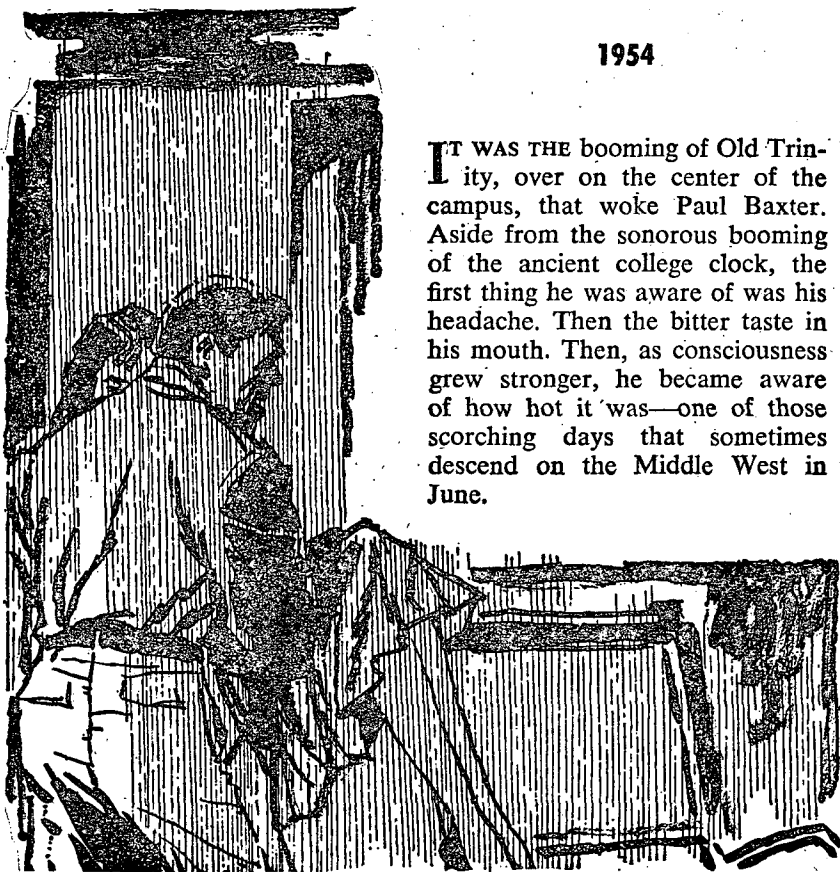 1954
IT WAS THE booming of Old Trin-
ity, over on the center of the
campus, that woke Paul Baxter.
Aside from the sonorous booming
of the ancient college clock, the
first thing he was aware of was his
headache. Then the bitter taste in
his mouth. Then, as consciousness
grew stronger, he became aware
of how hot it was—one of those
scorching days that sometimes
descend on the Middle West in
June.